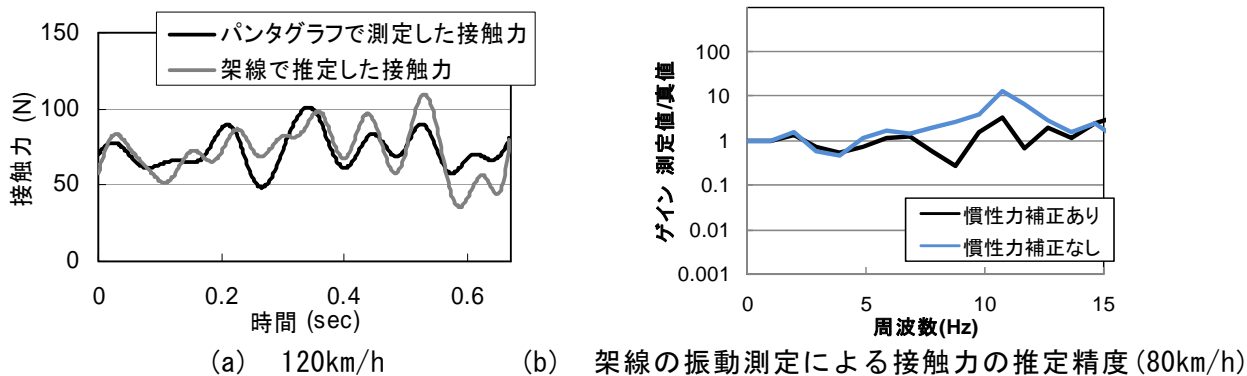 150
100
50
0
接触力 (N)
パンタグラフで測定した接触力
架線で推定した接触力
0 0.2 0.4 0.6
時間 (sec)
100
10
1
0.1
0.01
0.001
ゲイン 測定値/真値
慣性力補正あり
慣性力補正なし
0 5 10 15
周波数(Hz)
(a) 120km/h (b) 架線の振動測定による接触力の推定精度(80km/h)